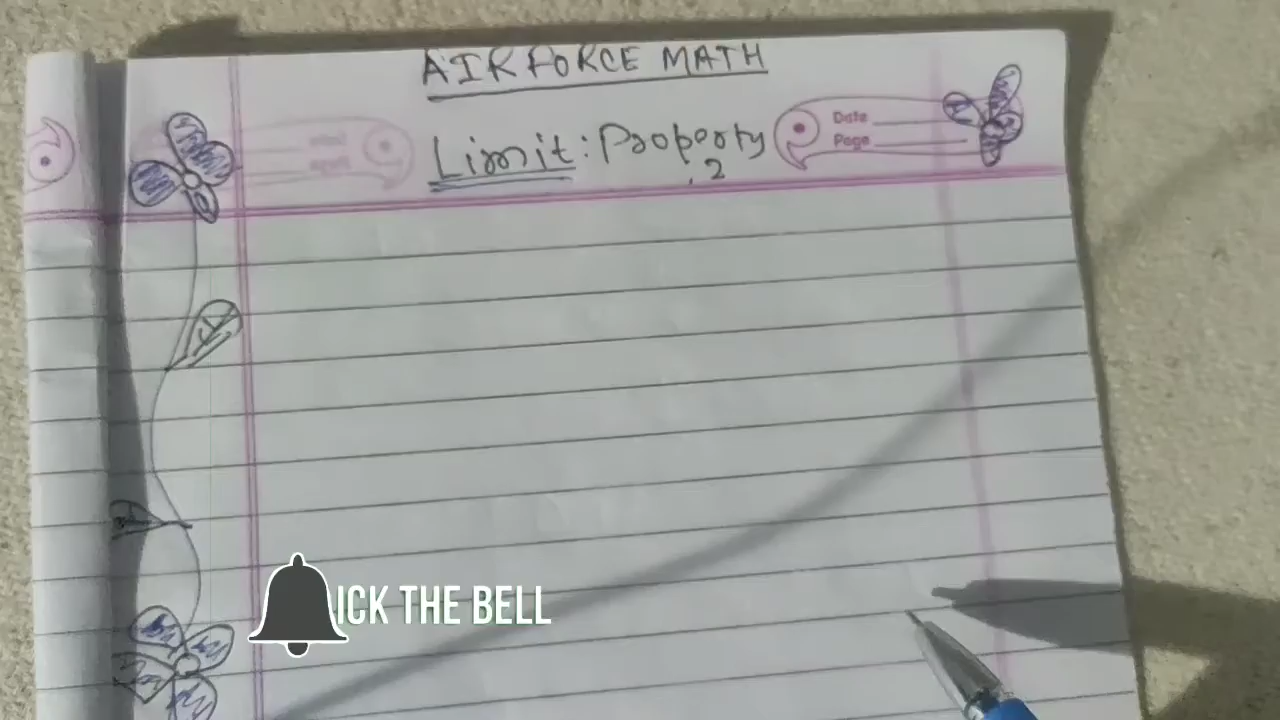 AIRFORCE MATH
Limit: Property
2
Date
Page
ICK THE BELL